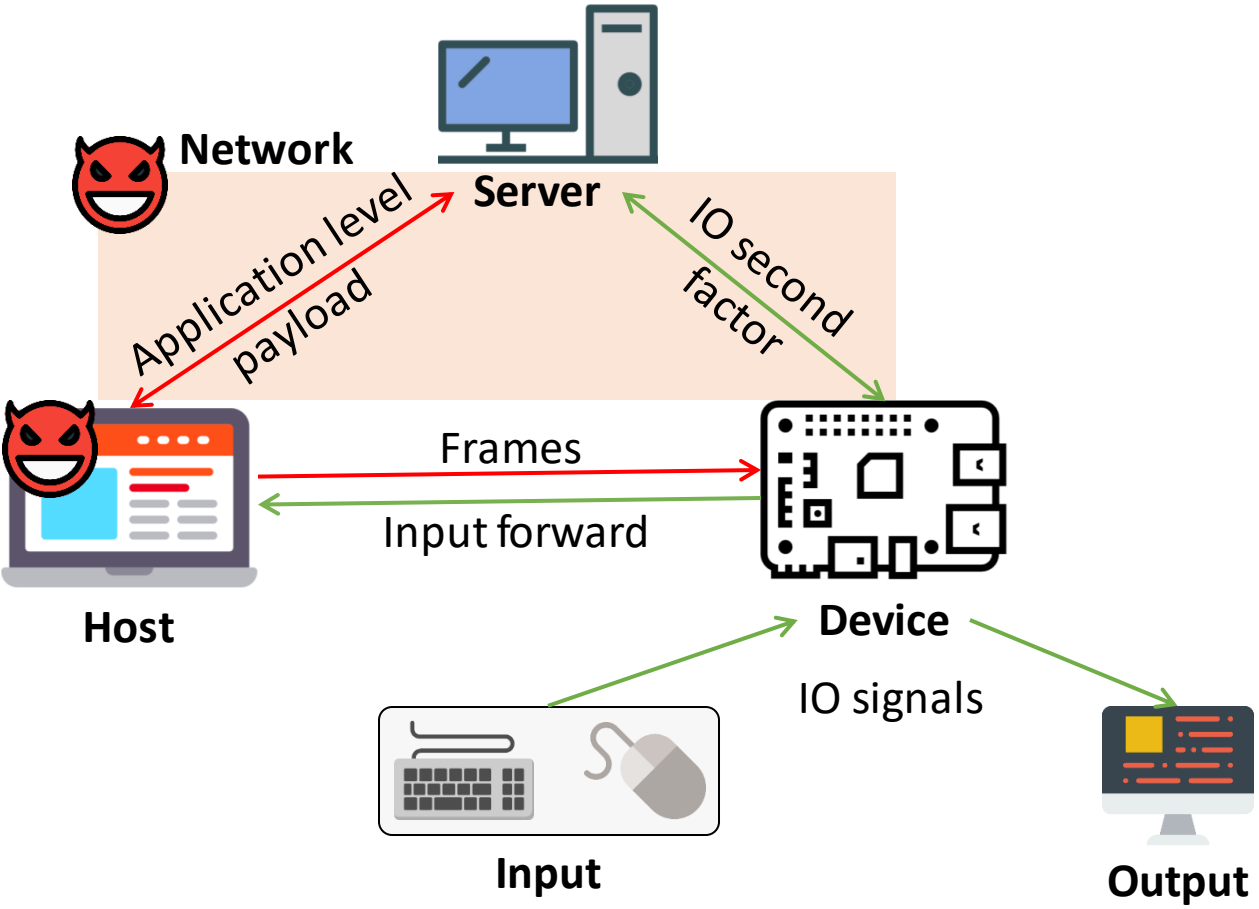 Network
Server
Application level
payload
IO second
factor
Frames
Input forward
Host
Device
IO signals
Input
Output